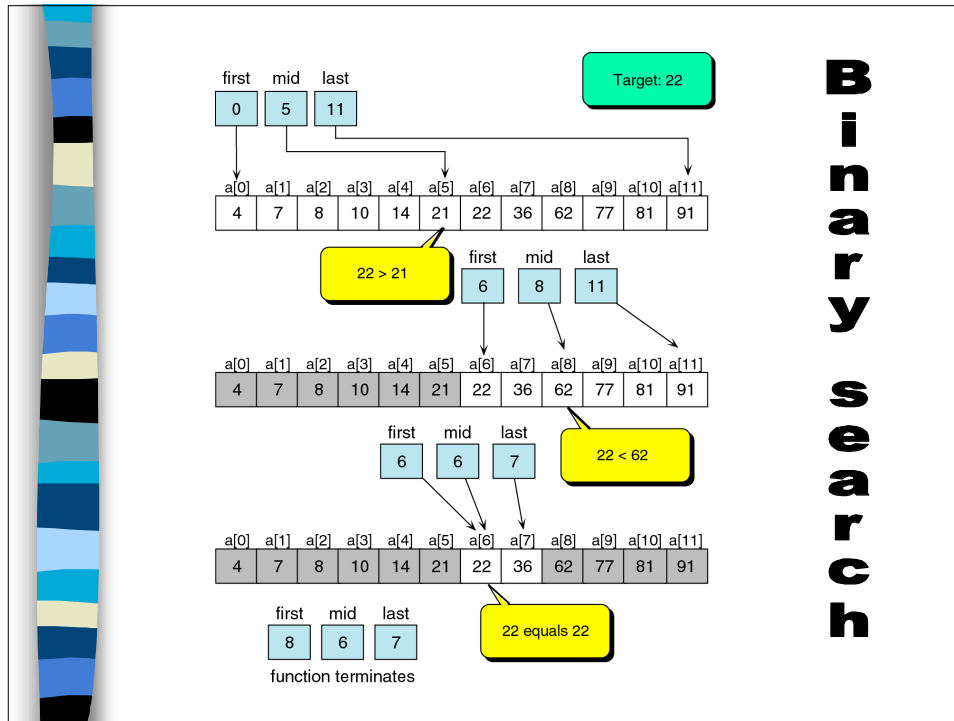 Target: 22
first mid last
0 5 11
a[0] a[1] a[2] a[3] a[4] a[5] a[6] a[7] a[8] a[9] a[10] a[11]
4 7 8 10 14 21 22 36 62 77 81 91
22 > 21
first mid last
6 8 11
a[0] a[1] a[2] a[3] a[4] a[5] a[6] a[7] a[8] a[9] a[10] a[11]
4 7 8 10 14 21 22 36 62 77 81 91
22 < 62
first mid last
6 6 7
a[0] a[1] a[2] a[3] a[4] a[5] a[6] a[7] a[8] a[9] a[10] a[11]
4 7 8 10 14 21 22 36 62 77 81 91
22 equals 22
first mid last
8 6 7
function terminates
Binary search